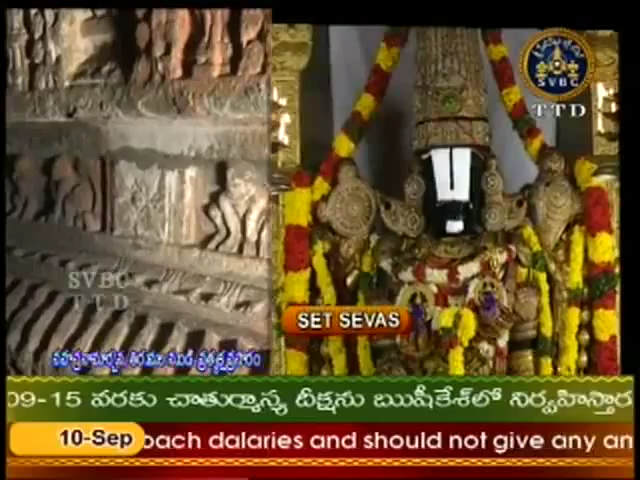 SVBC
TTD
SET SEVAS
SVBC
TTD
09-15 వరకు చాతుర్మాస్య దీక్షను ఋషీకేశ్‌లో నిర్వహిస్తార
10-Sep oach dalaries and should not give any an